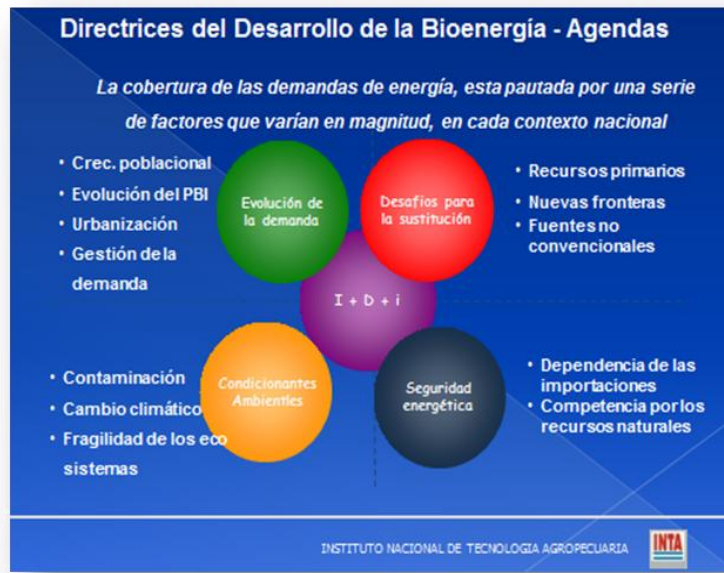 Directrices del Desarrollo de la Bioenergía - Agendas
La cobertura de las demandas de energía, esta pautada por una serie
de factores que varían en magnitud, en cada contexto nacional
• Crec. poblacional
• Evolución del PBI
• Urbanización
• Gestión de la
demanda
Evolución de
la demanda
Desafíos para
la sustitución
• Recursos primarios
• Nuevas fronteras
• Fuentes no
convencionales
I + D + i
• Contaminación
• Cambio climático
• Fragilidad de los eco
sistemas
Condicionantes
Ambientales
Seguridad
energética
• Dependencia de las
importaciones
• Competencia por los
recursos naturales
INSTITUTO NACIONAL DE TECNOLOGIA AGROPECUARIA
INTA